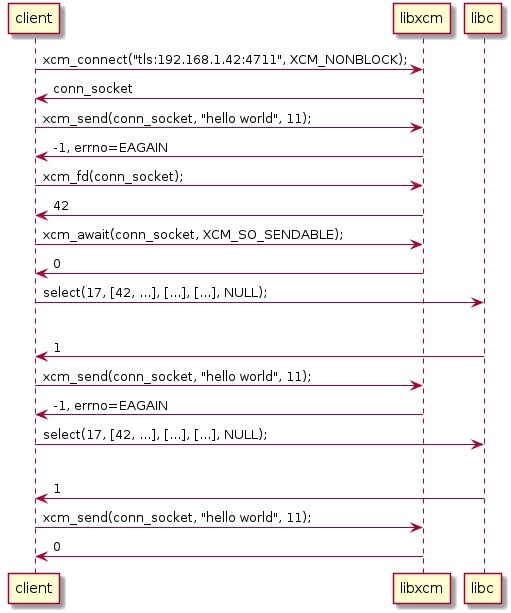 client libxcm libc
xcm_connect("tls:192.168.1.42:4711", XCM_NONBLOCK);
conn_socket
xcm_send(conn_socket, "hello world", 11);
-1, errno=EAGAIN
xcm_fd(conn_socket);
42
xcm_await(conn_socket, XCM_SO_SENDABLE);
0
select(17, [42, ...], [...], [...], NULL);
1
xcm_send(conn_socket, "hello world", 11);
-1, errno=EAGAIN
select(17, [42, ...], [...], [...], NULL);
1
xcm_send(conn_socket, "hello world", 11);
0
client libxcm libc